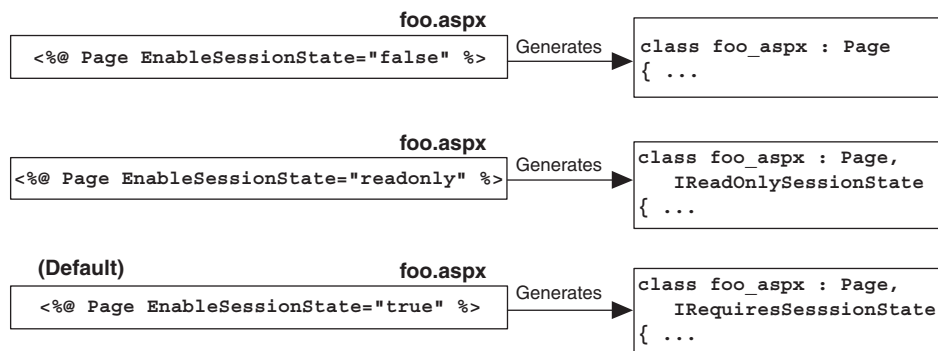 foo.aspx
<%@ Page EnableSessionState="false" %>
Generates
class foo_aspx : Page
{ ...
foo.aspx
<%@ Page EnableSessionState="readonly" %>
Generates
class foo_aspx : Page,
IReadOnlySessionState
{ ...
(Default)
foo.aspx
<%@ Page EnableSessionState="true" %>
Generates
class foo_aspx : Page,
IRequiresSesssionState
{ ...